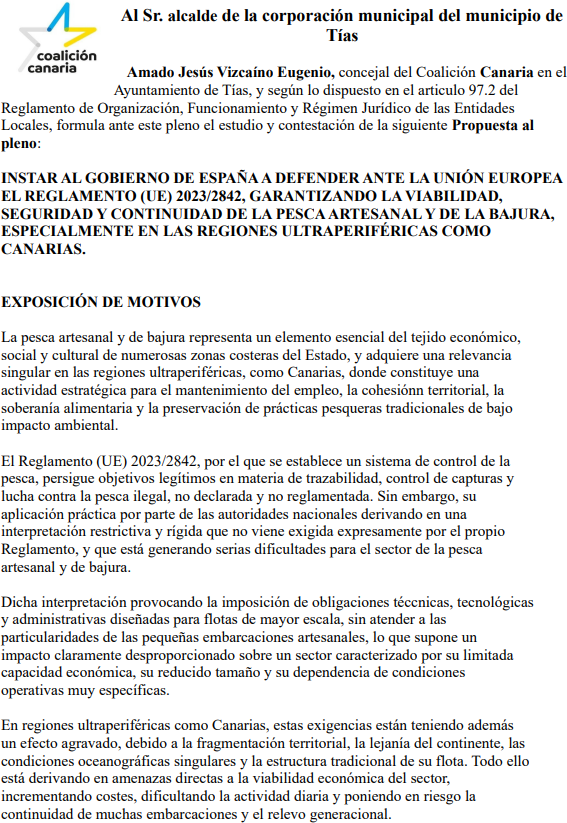 Al Sr. alcalde de la corporación municipal del municipio de
Tías
coalición
canaria
Amado Jesús Vizcaíno Eugenio, concejal del Coalición Canaria en el
Ayuntamiento de Tías, y según lo dispuesto en el articulo 97.2 del
Reglamento de Organización, Funcionamiento y Régimen Jurídico de las Entidades
Locales, formula ante este pleno el estudio y contestación de la siguiente Propuesta al
pleno:
INSTAR AL GOBIERNO DE ESPAÑA A DEFENDER ANTE LA UNIÓN EUROPEA
EL REGLAMENTO (UE) 2023/2842, GARANTIZANDO LA VIABILIDAD,
SEGURIDAD Y CONTINUIDAD DE LA PESCA ARTESANAL Y DE LA BAJURA,
ESPECIALMENTE EN LAS REGIONES ULTRAPERIFÉRICAS COMO
CANARIAS.
EXPOSICIÓN DE MOTIVOS
La pesca artesanal y de bajura representa un elemento esencial del tejido económico,
social y cultural de numerosas zonas costeras del Estado, y adquiere una relevancia
singular en las regiones ultraperiféricas, como Canarias, donde constituye una
actividad estratégica para el mantenimiento del empleo, la cohesiónn territorial, la
soberanía alimentaria y la preservación de prácticas pesqueras tradicionales de bajo
impacto ambiental.
El Reglamento (UE) 2023/2842, por el que se establece un sistema de control de la
pesca, persigue objetivos legítimos en materia de trazabilidad, control de capturas y
lucha contra la pesca ilegal, no declarada y no reglamentada. Sin embargo, su
aplicación práctica por parte de las autoridades nacionales derivando en una
interpretación restrictiva y rígida que no viene exigida expresamente por el propio
Reglamento, y que está generando serias dificultades para el sector de la pesca
artesanal y de bajura.
Dicha interpretación provocando la imposición de obligaciones téccnicas, tecnológicas
y administrativas diseñadas para flotas de mayor escala, sin atender a las
particularidades de las pequeñas embarcaciones artesanales, lo que supone un
impacto claramente desproporcionado sobre un sector caracterizado por su limitada
capacidad económica, su reducido tamaño y su dependencia de condiciones
operativas muy específicas.
En regiones ultraperiféricas como Canarias, estas exigencias están teniendo además
un efecto agravado, debido a la fragmentación territorial, la lejanía del continente, las
condiciones oceanográficas singulares y la estructura tradicional de su flota. Todo ello
está derivando en amenazas directas a la viabilidad económica del sector,
incrementando costes, dificultando la actividad diaria y poniendo en riesgo la
continuidad de muchas embarcaciones y el relevo generacional.